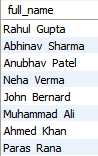 full_name
Rahul Gupta
Abhinav Sharma
Anubhav Patel
Neha Verma
John Bernard
Muhammad Ali
Ahmed Khan
Paras Rana